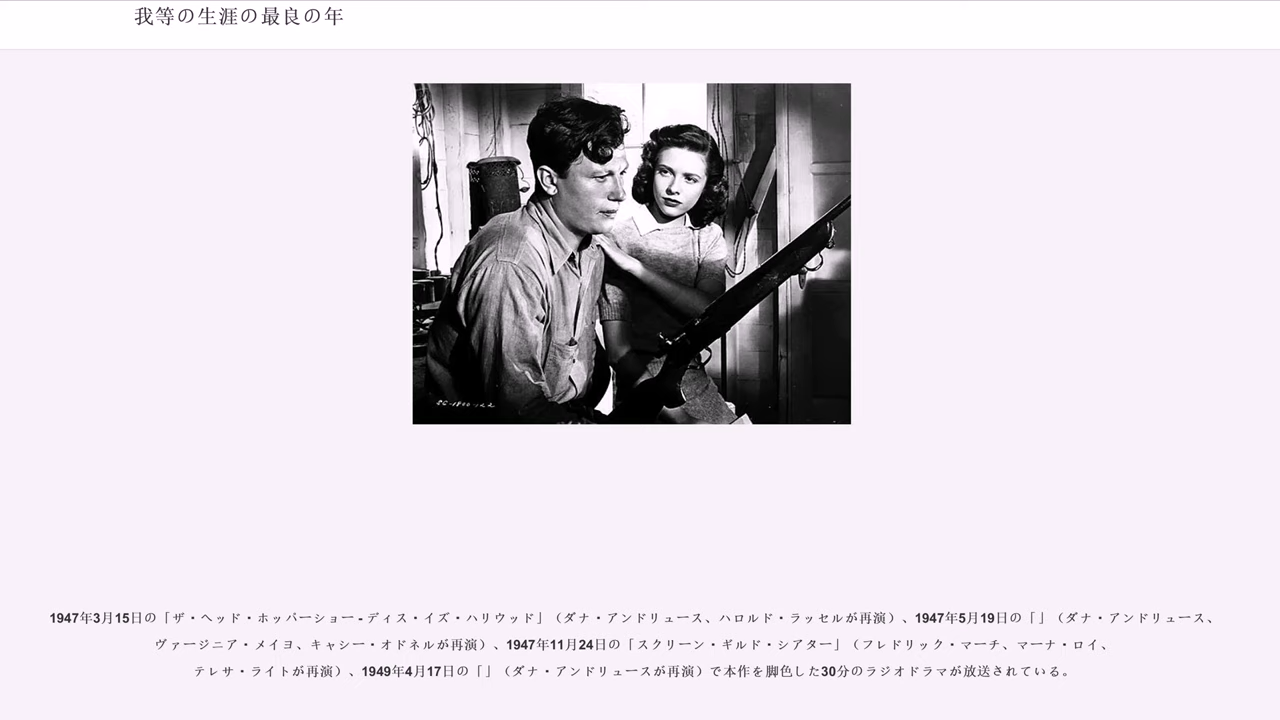 我等の生涯の最良の年
SC-1800-122
1947年3月15日の「ザ・ヘッド・ホッパーショー - ディス・イズ・ハリウッド」（ダナ・アンドリュース、ハロルド・ラッセルが再演）、1947年5月19日の「」（ダナ・アンドリュース、
ヴァージニア・メイヨ、キャシー・オドネルが再演）、1947年11月24日の「スクリーン・ギルド・シアター」（フレドリック・マーチ、マーナ・ロイ、
テレサ・ライトが再演）、1949年4月17日の「」（ダナ・アンドリュースが再演）で本作を脚色した30分のラジオドラマが放送されている。